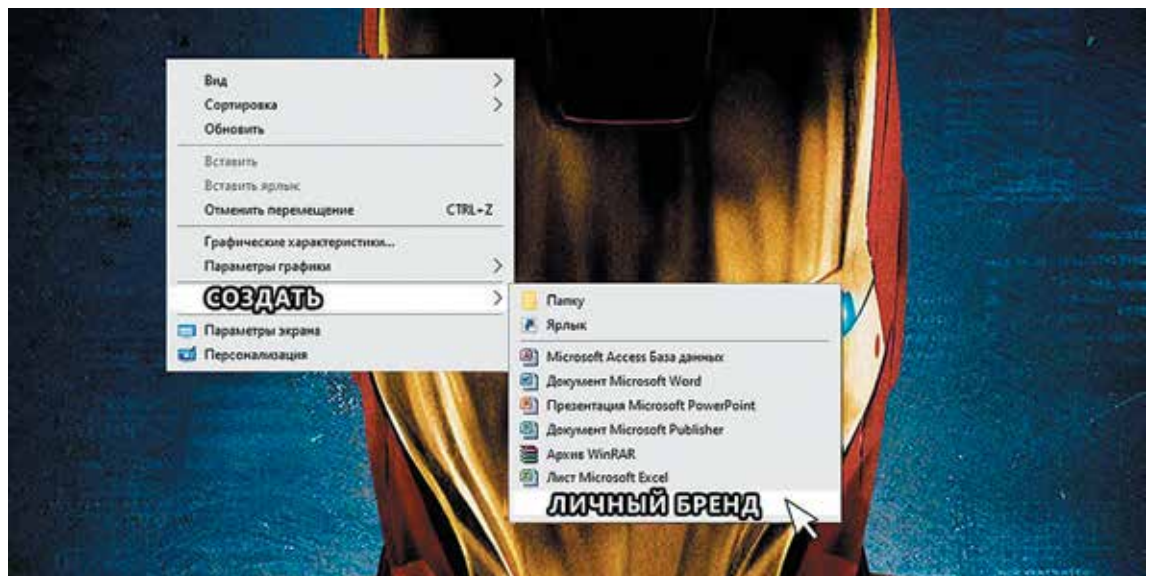 Вид
Сортировка
Обновить
Вставить
Вставить ярлык
Отменить перемещение CTRL+Z
Графические характеристики...
Параметры графики
СОЗДАТЬ
Параметры экрана
Персонализация
Папку
Ярлык
Microsoft Access База данных
Документ Microsoft Word
Презентация Microsoft PowerPoint
Документ Microsoft Publisher
Архив WinRAR
Лист Microsoft Excel
ЛИЧНЫЙ БРЕНД